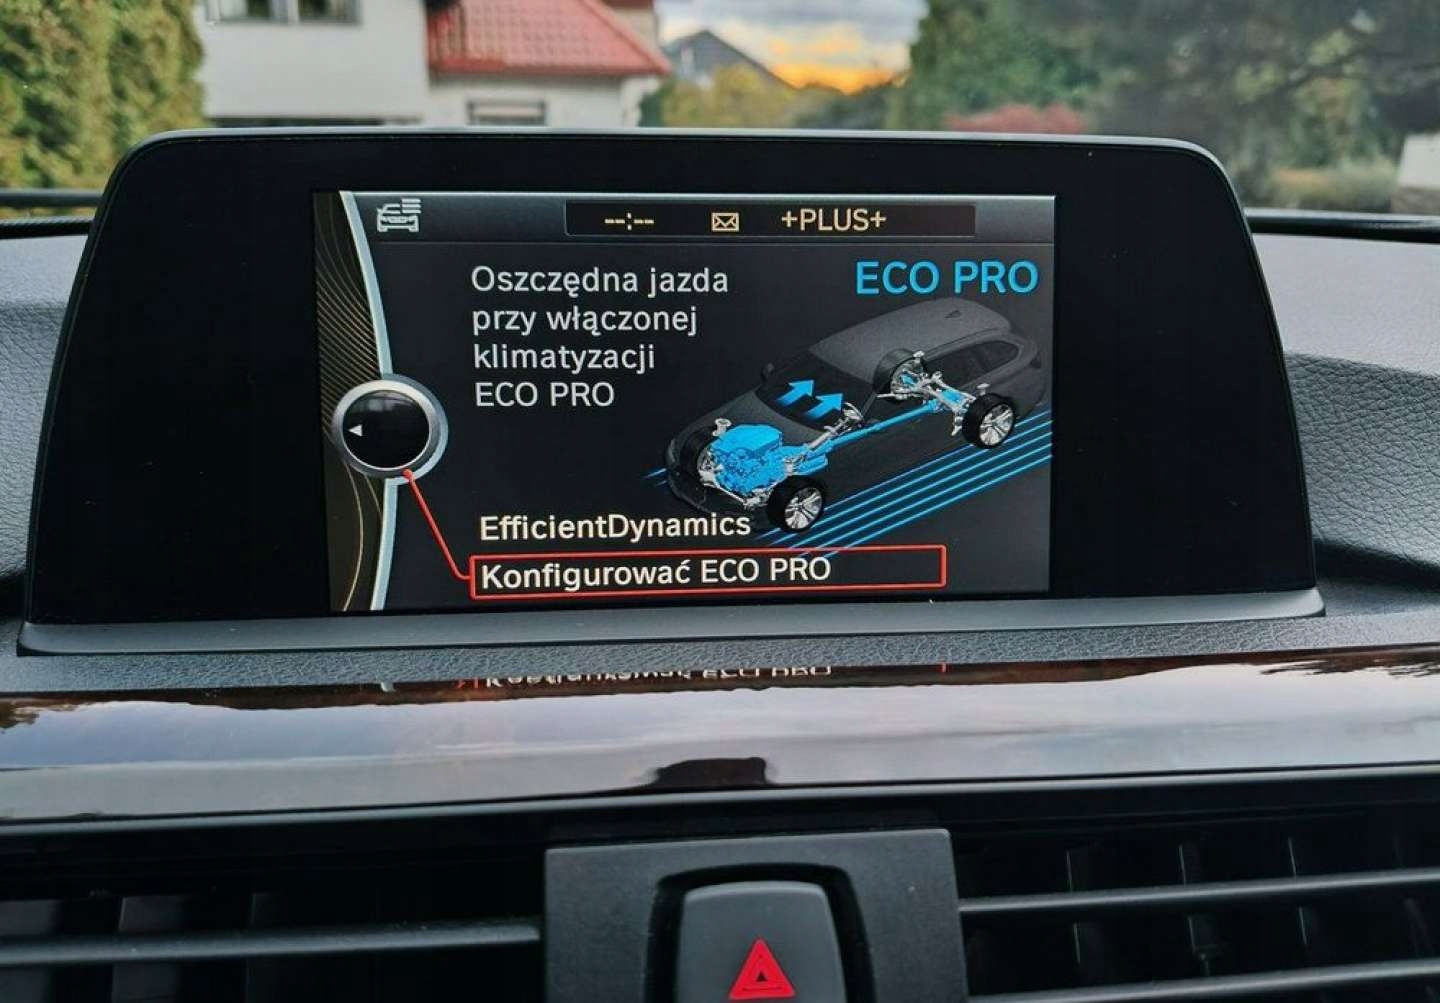 --:-- +PLUS+
ECO PRO
Oszczędna jazda
przy włączonej
klimatyzacji
ECO PRO
EfficientDynamics
Konfigurować ECO PRO